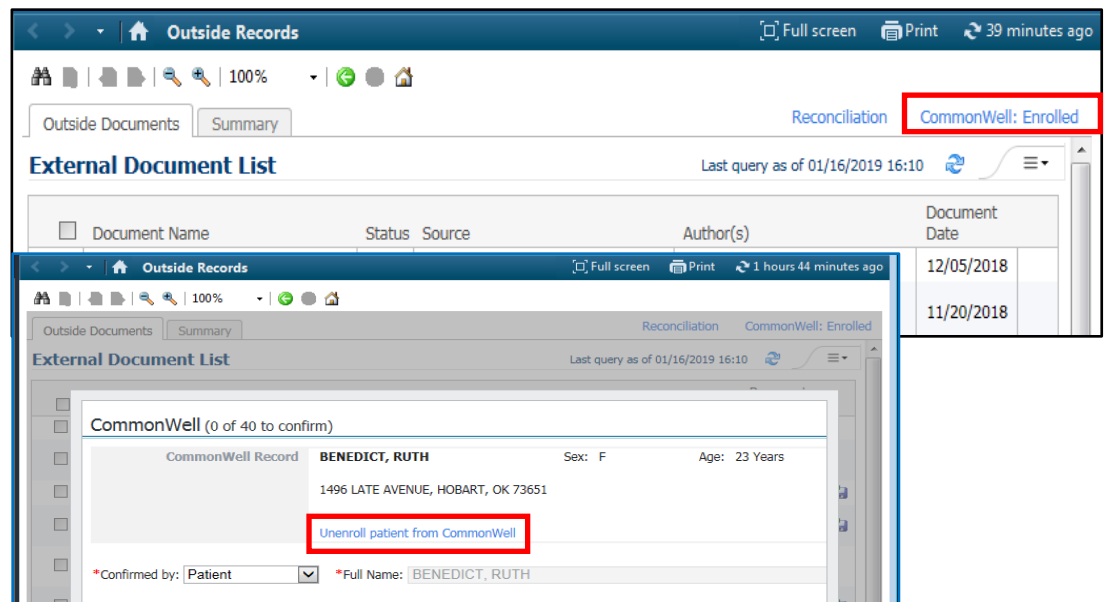 Outside Records Full screen Print 39 minutes ago
100%
Outside Documents Summary Reconciliation CommonWell: Enrolled
External Document List Last query as of 01/16/2019 16:10
Document Name Status Source Author(s) Document Date
12/05/2018
11/20/2018
Outside Records Full screen Print 1 hours 44 minutes ago
100%
Outside Documents Summary Reconciliation CommonWell: Enrolled
External Document List Last query as of 01/16/2019 16:10
CommonWell (0 of 40 to confirm)
CommonWell Record BENEDICT, RUTH Sex: F Age: 23 Years
1496 LATE AVENUE, HOBART, OK 73651
Unenroll patient from CommonWell
*Confirmed by: Patient *Full Name: BENEDICT, RUTH